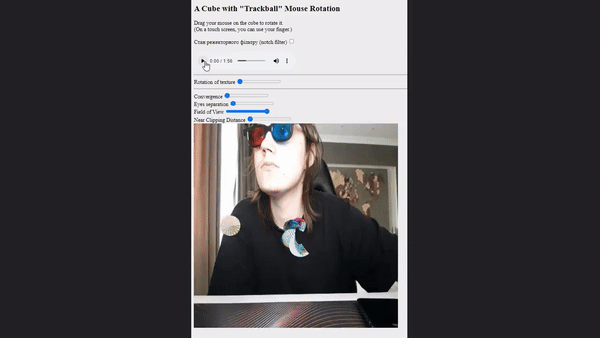 A Cube with "Trackball" Mouse Rotation
Drag your mouse on the cube to rotate it.
(On a touch screen, you can use your finger.)
Стан режекторного фільтру (notch filter)
0:00 / 1:50
Rotation of texture
Convergence
Eyes separation
Field of View
Near Clipping Distance